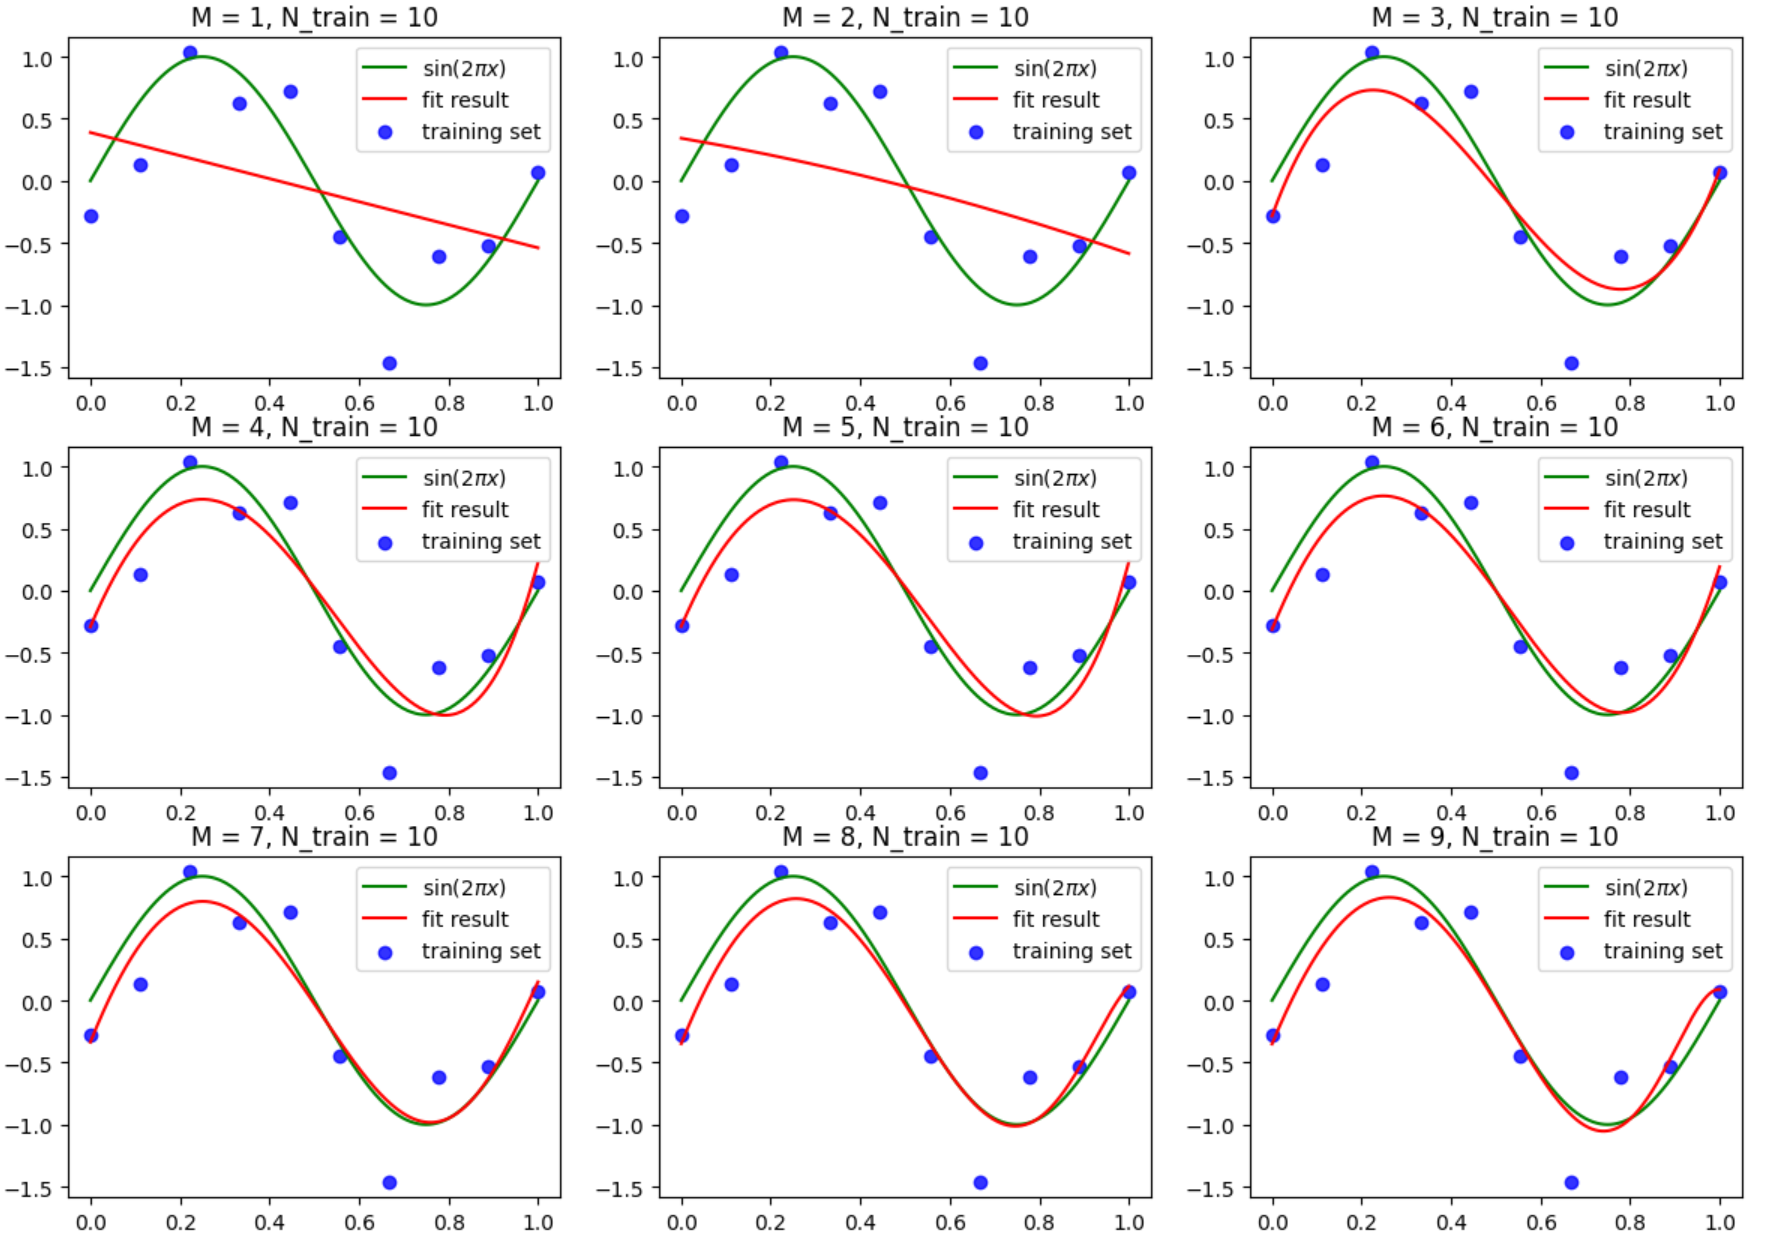 M = 1, N_train = 10
M = 2, N_train = 10
M = 3, N_train = 10
1.0
0.5
0.0
−0.5
−1.0
−1.5
sin(2πx)
fit result
training set
0.0 0.2 0.4 0.6 0.8 1.0
1.0
0.5
0.0
−0.5
−1.0
−1.5
sin(2πx)
fit result
training set
0.0 0.2 0.4 0.6 0.8 1.0
1.0
0.5
0.0
−0.5
−1.0
−1.5
sin(2πx)
fit result
training set
0.0 0.2 0.4 0.6 0.8 1.0
M = 4, N_train = 10
M = 5, N_train = 10
M = 6, N_train = 10
1.0
0.5
0.0
−0.5
−1.0
−1.5
sin(2πx)
fit result
training set
0.0 0.2 0.4 0.6 0.8 1.0
1.0
0.5
0.0
−0.5
−1.0
−1.5
sin(2πx)
fit result
training set
0.0 0.2 0.4 0.6 0.8 1.0
1.0
0.5
0.0
−0.5
−1.0
−1.5
sin(2πx)
fit result
training set
0.0 0.2 0.4 0.6 0.8 1.0
M = 7, N_train = 10
M = 8, N_train = 10
M = 9, N_train = 10
1.0
0.5
0.0
−0.5
−1.0
−1.5
sin(2πx)
fit result
training set
0.0 0.2 0.4 0.6 0.8 1.0
1.0
0.5
0.0
−0.5
−1.0
−1.5
sin(2πx)
fit result
training set
0.0 0.2 0.4 0.6 0.8 1.0
1.0
0.5
0.0
−0.5
−1.0
−1.5
sin(2πx)
fit result
training set
0.0 0.2 0.4 0.6 0.8 1.0